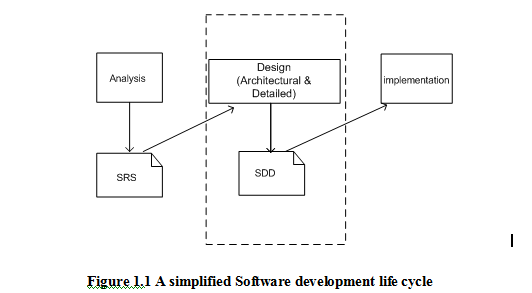 Analysis
Design
(Architectural &
Detailed)
implementation
SRS
SDD
Figure 1.1 A simplified Software development life cycle